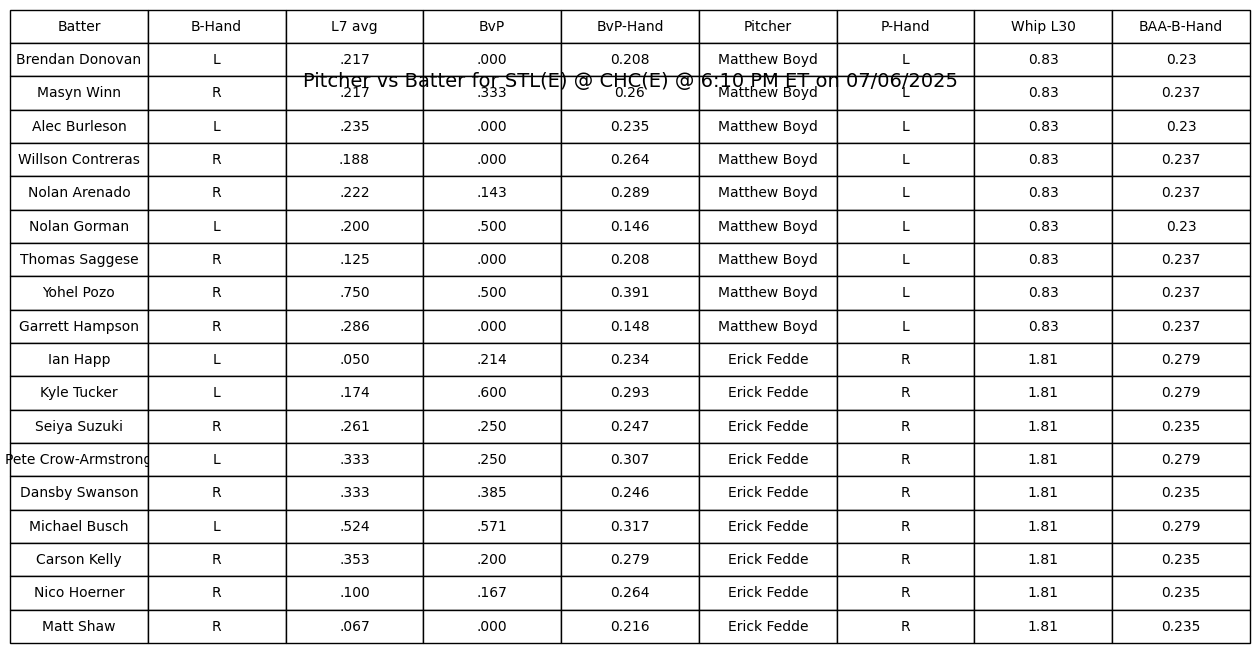 Batter B-Hand L7 avg BvP BvP-Hand Pitcher P-Hand Whip L30 BAA-B-Hand
Brendan Donovan L .217 .000 0.208 Matthew Boyd L 0.83 0.23
Pitcher vs Batter for STL(E) @ CHC(E) @ 6:10 PM ET on 07/06/2025
Masyn Winn R .217 .333 0.26 Matthew Boyd L 0.83 0.237
Alec Burleson L .235 .000 0.235 Matthew Boyd L 0.83 0.23
Willson Contreras R .188 .000 0.264 Matthew Boyd L 0.83 0.237
Nolan Arenado R .222 .143 0.289 Matthew Boyd L 0.83 0.237
Nolan Gorman L .200 .500 0.146 Matthew Boyd L 0.83 0.23
Thomas Saggese R .125 .000 0.208 Matthew Boyd L 0.83 0.237
Yohel Pozo R .750 .500 0.391 Matthew Boyd L 0.83 0.237
Garrett Hampson R .286 .000 0.148 Matthew Boyd L 0.83 0.237
Ian Happ L .050 .214 0.234 Erick Fedde R 1.81 0.279
Kyle Tucker L .174 .600 0.293 Erick Fedde R 1.81 0.279
Seiya Suzuki R .261 .250 0.247 Erick Fedde R 1.81 0.235
Pete Crow-Armstrong L .333 .250 0.307 Erick Fedde R 1.81 0.279
Dansby Swanson R .333 .385 0.246 Erick Fedde R 1.81 0.235
Michael Busch L .524 .571 0.317 Erick Fedde R 1.81 0.279
Carson Kelly R .353 .200 0.279 Erick Fedde R 1.81 0.235
Nico Hoerner R .100 .167 0.264 Erick Fedde R 1.81 0.235
Matt Shaw R .067 .000 0.216 Erick Fedde R 1.81 0.235